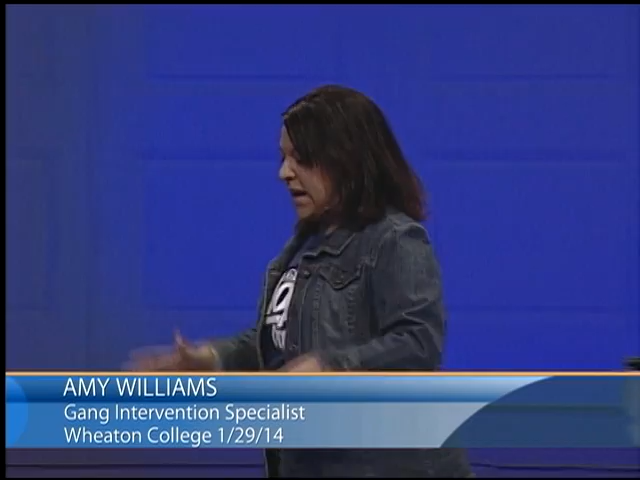 AMY WILLIAMS
Gang Intervention Specialist
Wheaton College 1/29/14